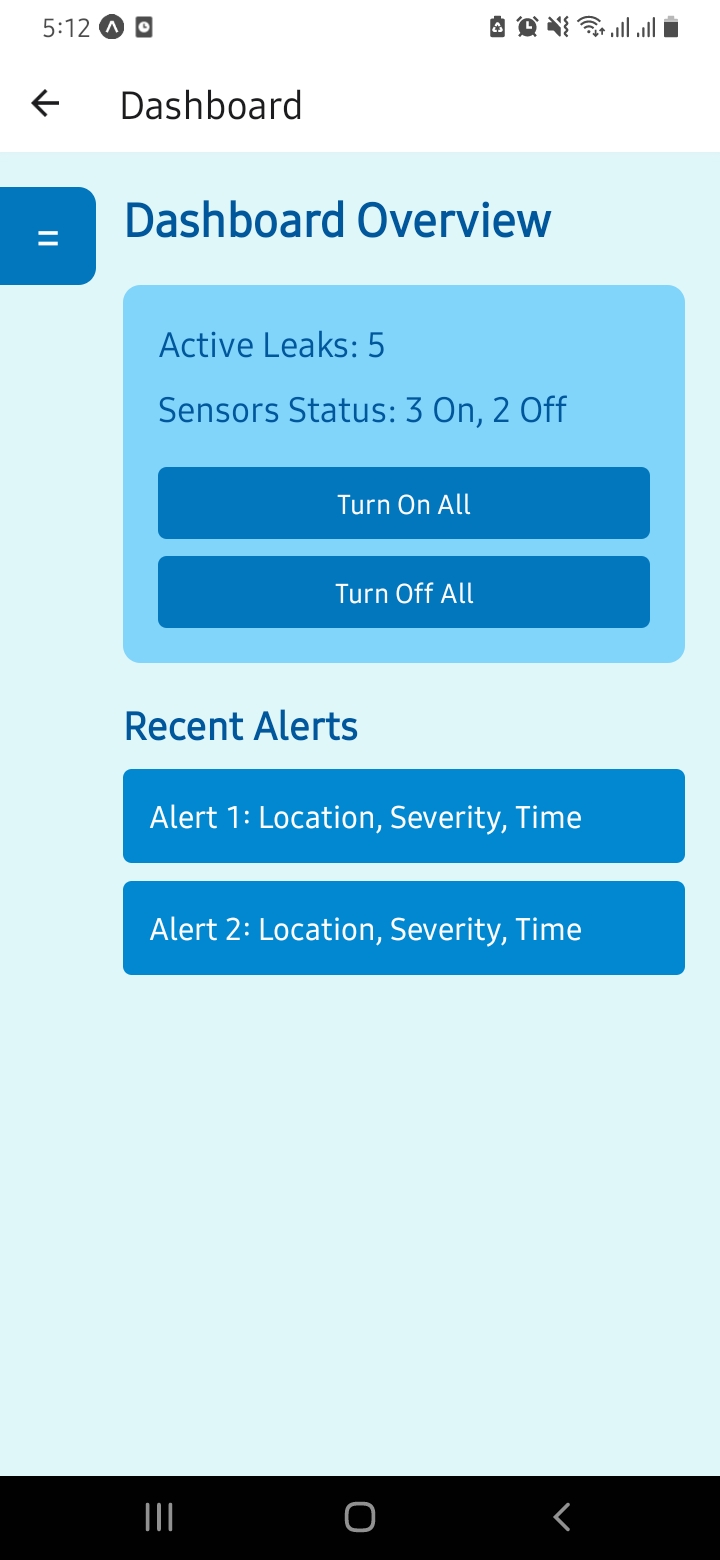 5:12
Dashboard
=
Dashboard Overview
Active Leaks: 5
Sensors Status: 3 On, 2 Off
Turn On All
Turn Off All
Recent Alerts
Alert 1: Location, Severity, Time
Alert 2: Location, Severity, Time